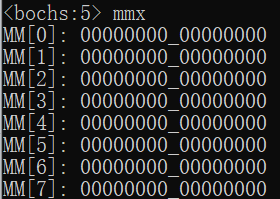 <bochs:5> mmx
MM[0]: 00000000_00000000
MM[1]: 00000000_00000000
MM[2]: 00000000_00000000
MM[3]: 00000000_00000000
MM[4]: 00000000_00000000
MM[5]: 00000000_00000000
MM[6]: 00000000_00000000
MM[7]: 00000000_00000000